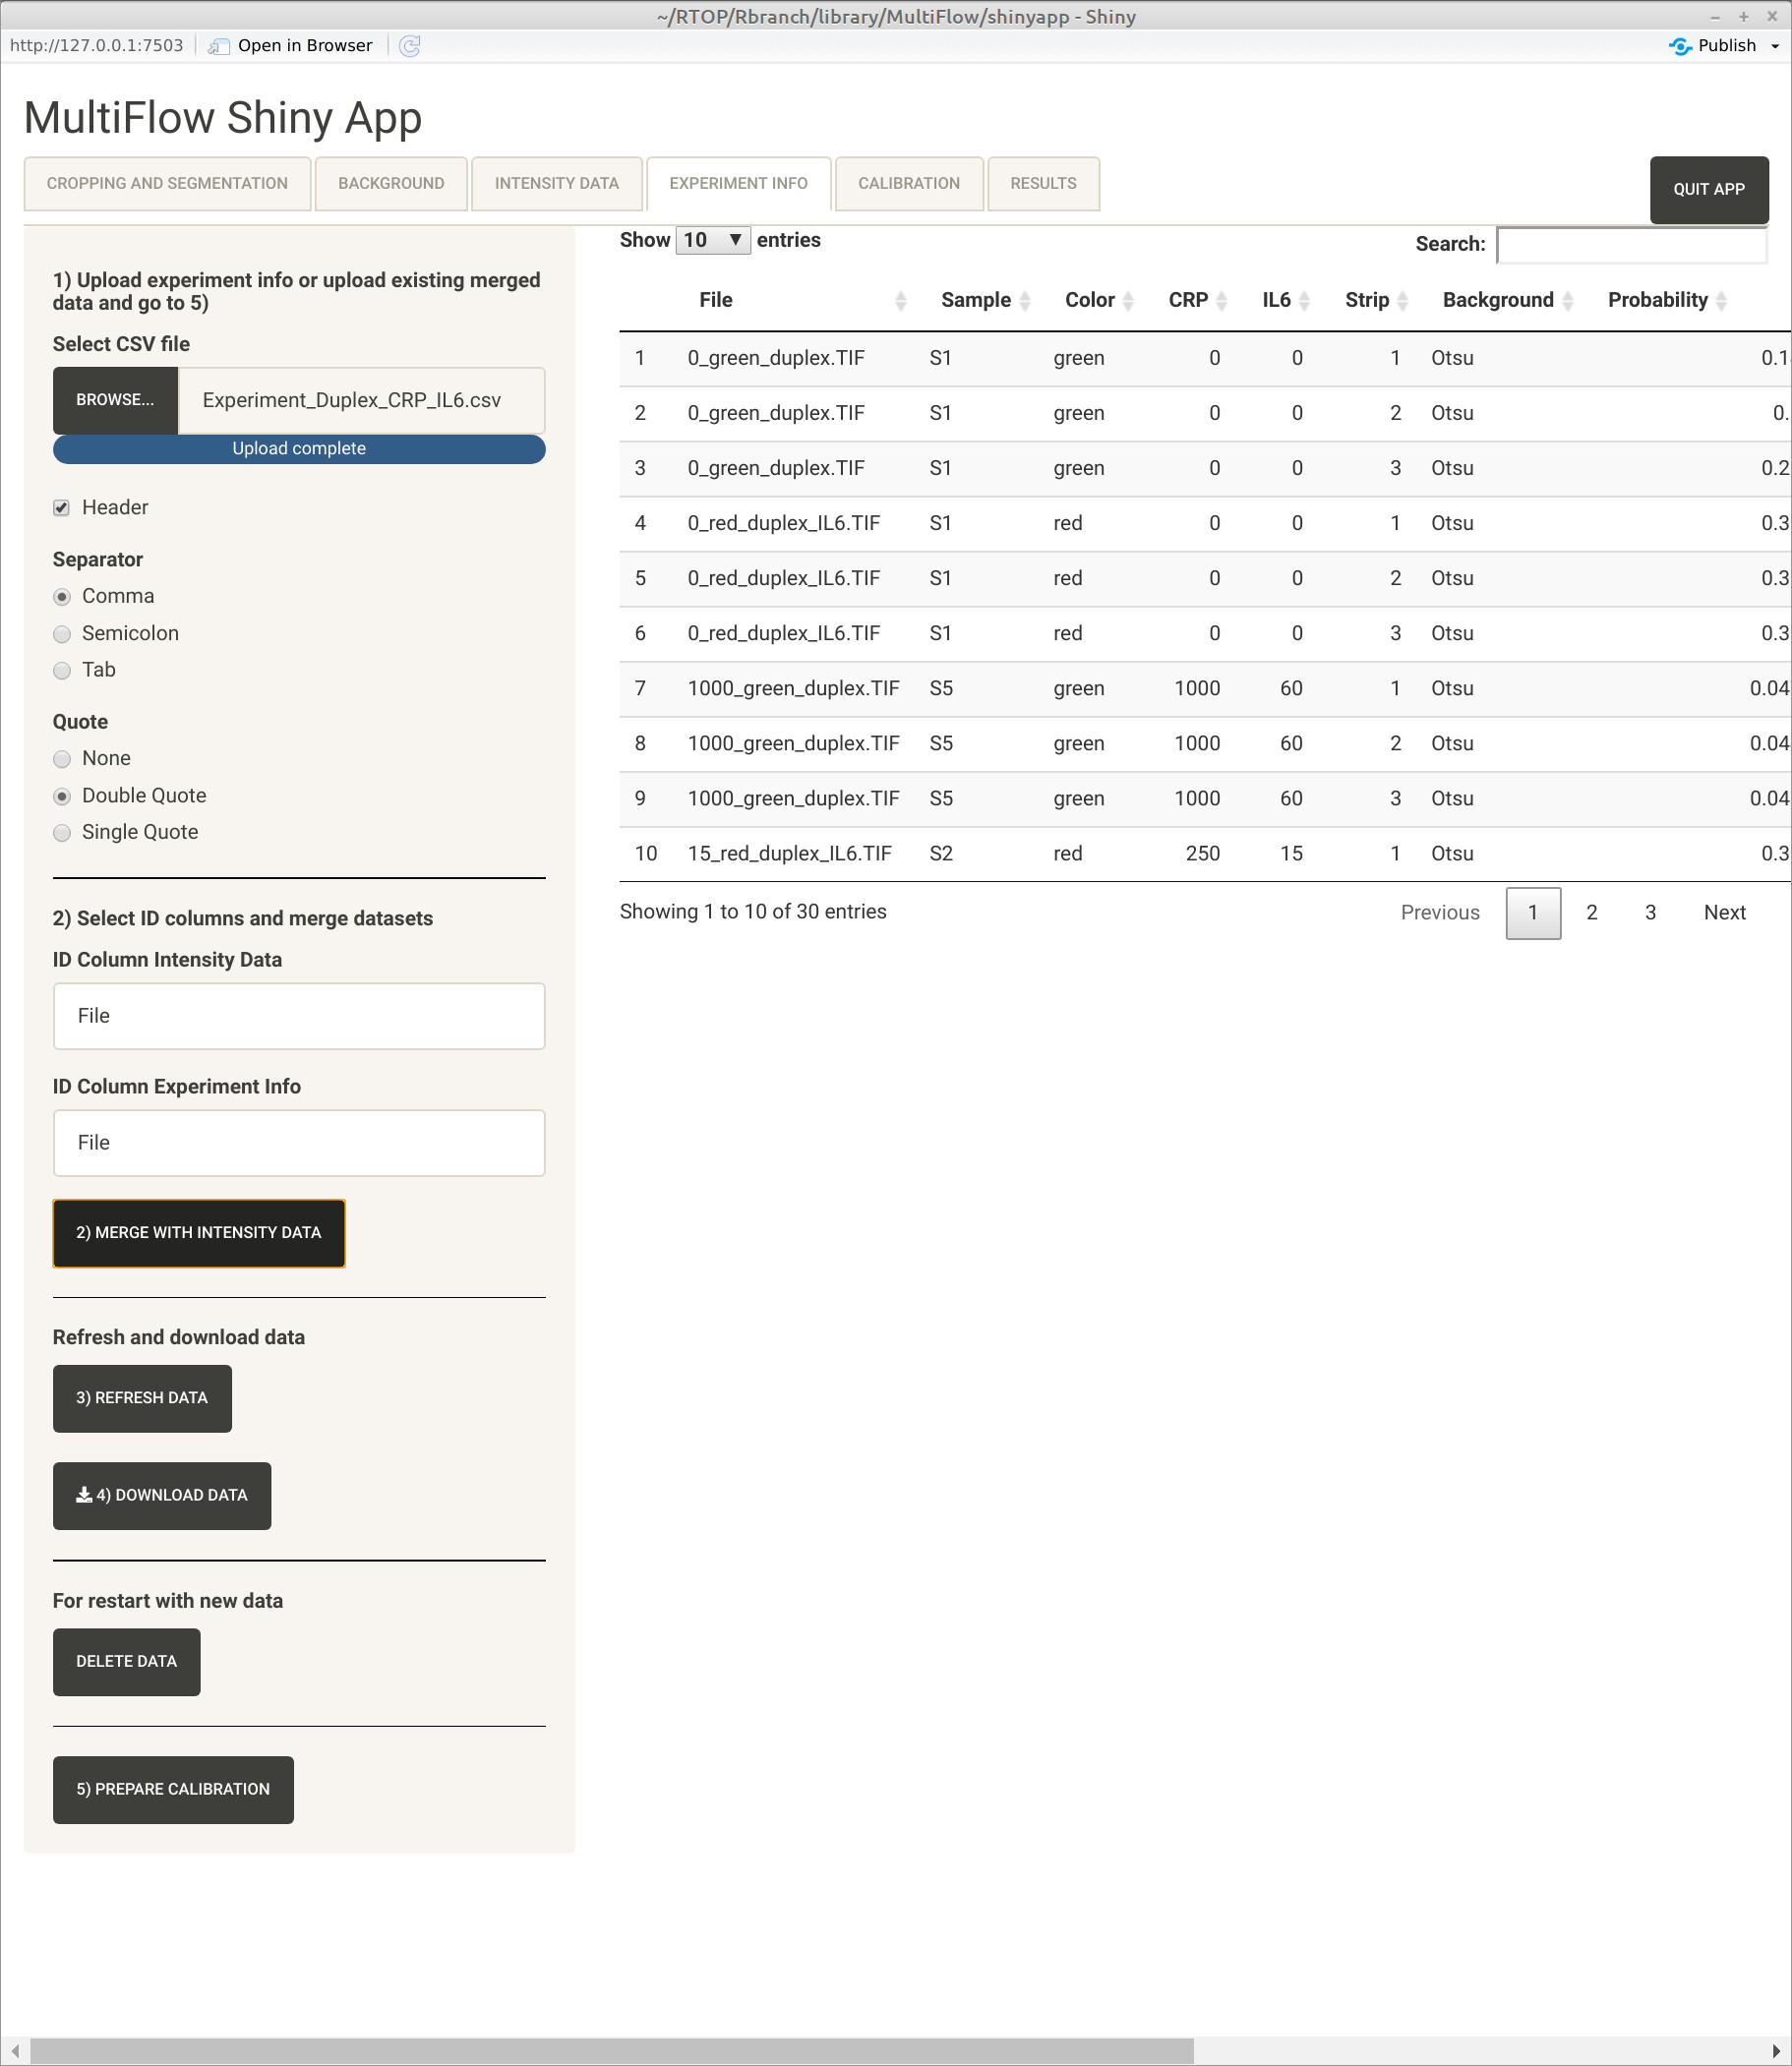 ~/RTOP/Rbranch/library/MultiFlow/shinyapp - Shiny
http://127.0.0.1:7503 Open in Browser Publish
MultiFlow Shiny App
CROPPING AND SEGMENTATION BACKGROUND INTENSITY DATA EXPERIMENT INFO CALIBRATION RESULTS QUIT APP
1) Upload experiment info or upload existing merged
data and go to 5)
Select CSV file
BROWSE... Experiment_Duplex_CRP_IL6.csv
Upload complete
Header
Separator
Comma
Semicolon
Tab
Quote
None
Double Quote
Single Quote
2) Select ID columns and merge datasets
ID Column Intensity Data
File
ID Column Experiment Info
File
2) MERGE WITH INTENSITY DATA
Refresh and download data
3) REFRESH DATA
4) DOWNLOAD DATA
For restart with new data
DELETE DATA
5) PREPARE CALIBRATION
Show 10 entries Search:
File Sample Color CRP IL6 Strip Background Probability
1 0_green_duplex.TIF S1 green 0 0 1 Otsu 0.1
2 0_green_duplex.TIF S1 green 0 0 2 Otsu 0.
3 0_green_duplex.TIF S1 green 0 0 3 Otsu 0.2
4 0_red_duplex_IL6.TIF S1 red 0 0 1 Otsu 0.3
5 0_red_duplex_IL6.TIF S1 red 0 0 2 Otsu 0.3
6 0_red_duplex_IL6.TIF S1 red 0 0 3 Otsu 0.3
7 1000_green_duplex.TIF S5 green 1000 60 1 Otsu 0.04
8 1000_green_duplex.TIF S5 green 1000 60 2 Otsu 0.04
9 1000_green_duplex.TIF S5 green 1000 60 3 Otsu 0.04
10 15_red_duplex_IL6.TIF S2 red 250 15 1 Otsu 0.3
Showing 1 to 10 of 30 entries Previous 1 2 3 Next